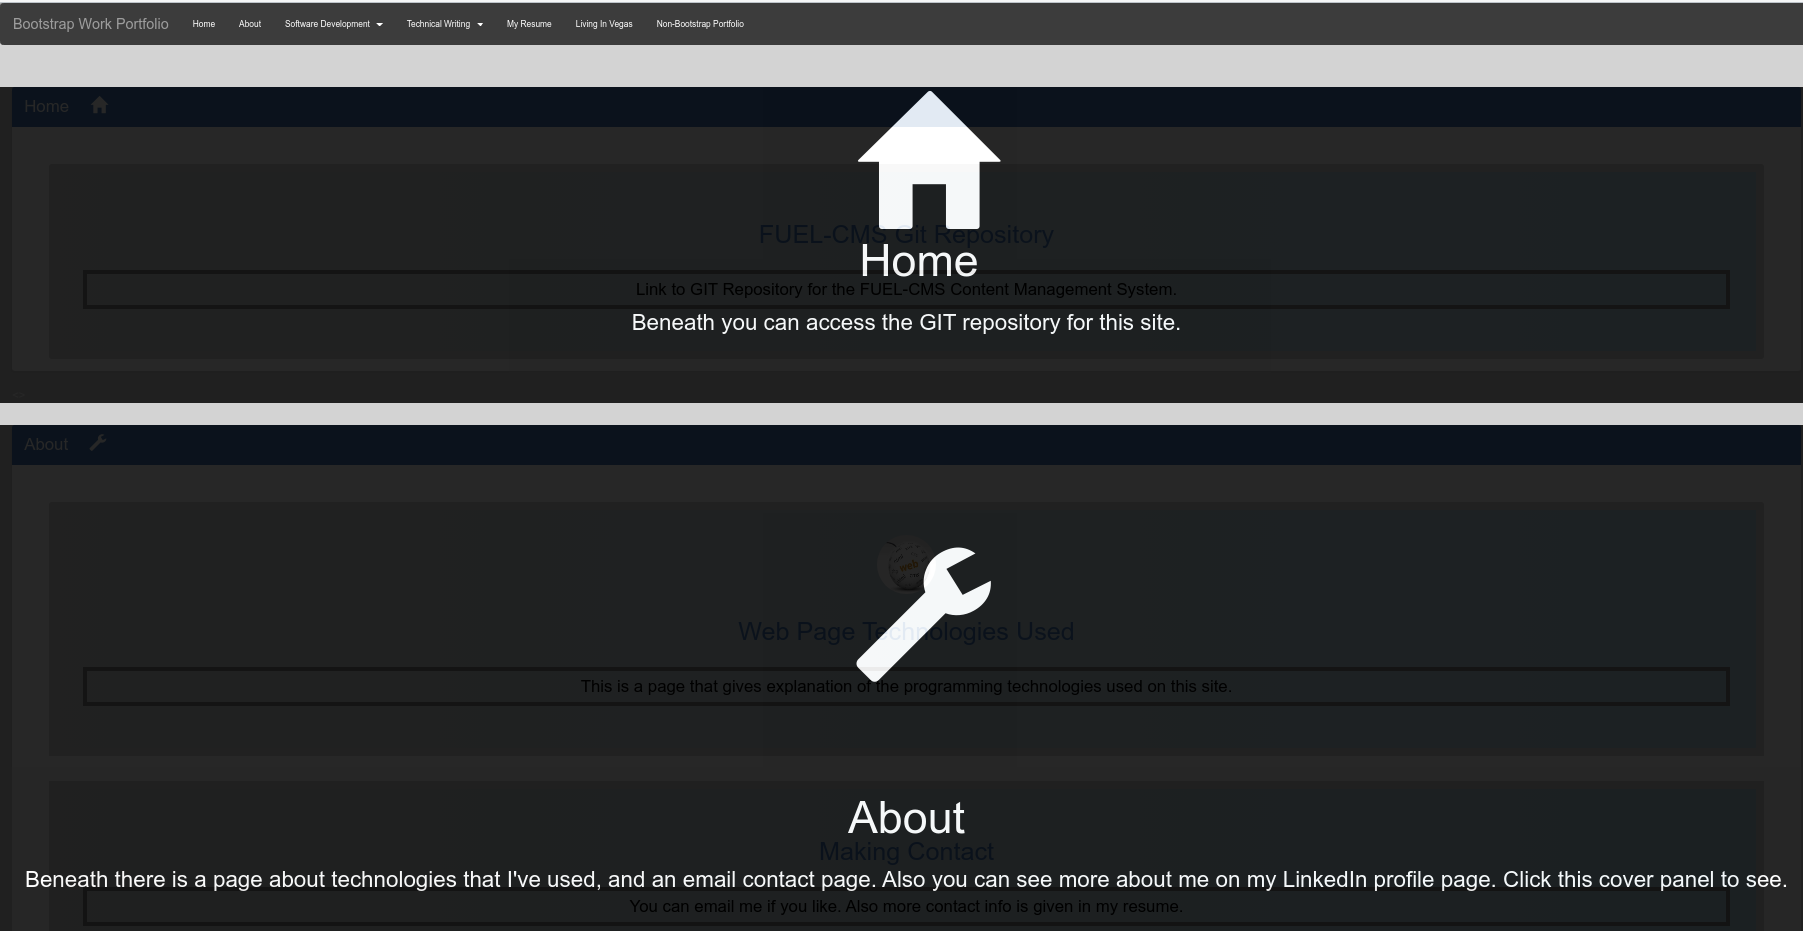 Bootstrap Work Portfolio Home About Software Development Technical Writing My Resume Living In Vegas Non-Bootstrap Portfolio
Home
FUEL-CMS Git Repository
Home
Link to GIT Repository for the FUEL-CMS Content Management System.
Beneath you can access the GIT repository for this site.
About
web
Web Page Technologies Used
This is a page that gives explanation of the programming technologies used on this site.
About
Making Contact
Beneath there is a page about technologies that I've used, and an email contact page. Also you can see more about me on my LinkedIn profile page. Click this cover panel to see.
You can email me if you like. Also more contact info is given in my resume.